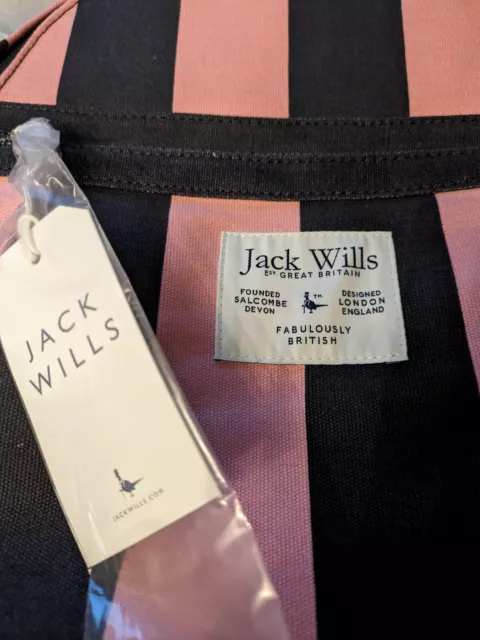 Jack Wills
EST. GREAT BRITAIN
FOUNDED
SALCOMBE
DEVON
TM
DESIGNED
LONDON
ENGLAND
FABULOUSLY
BRITISH
JACK
WILLS
JACKWILLS.COM